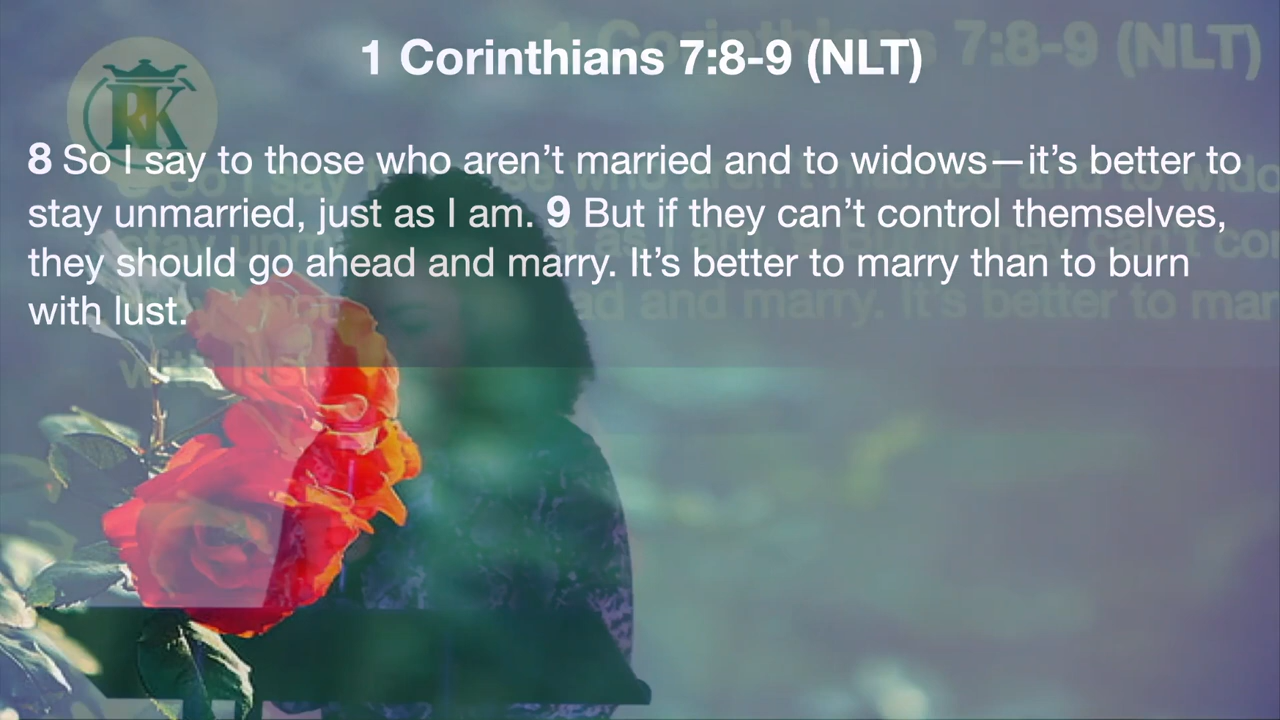 1 Corinthians 7:8-9 (NLT)
RK
8 So I say to those who aren’t married and to widows—it’s better to
stay unmarried, just as I am. 9 But if they can’t control themselves,
they should go ahead and marry. It’s better to marry than to burn
with lust.